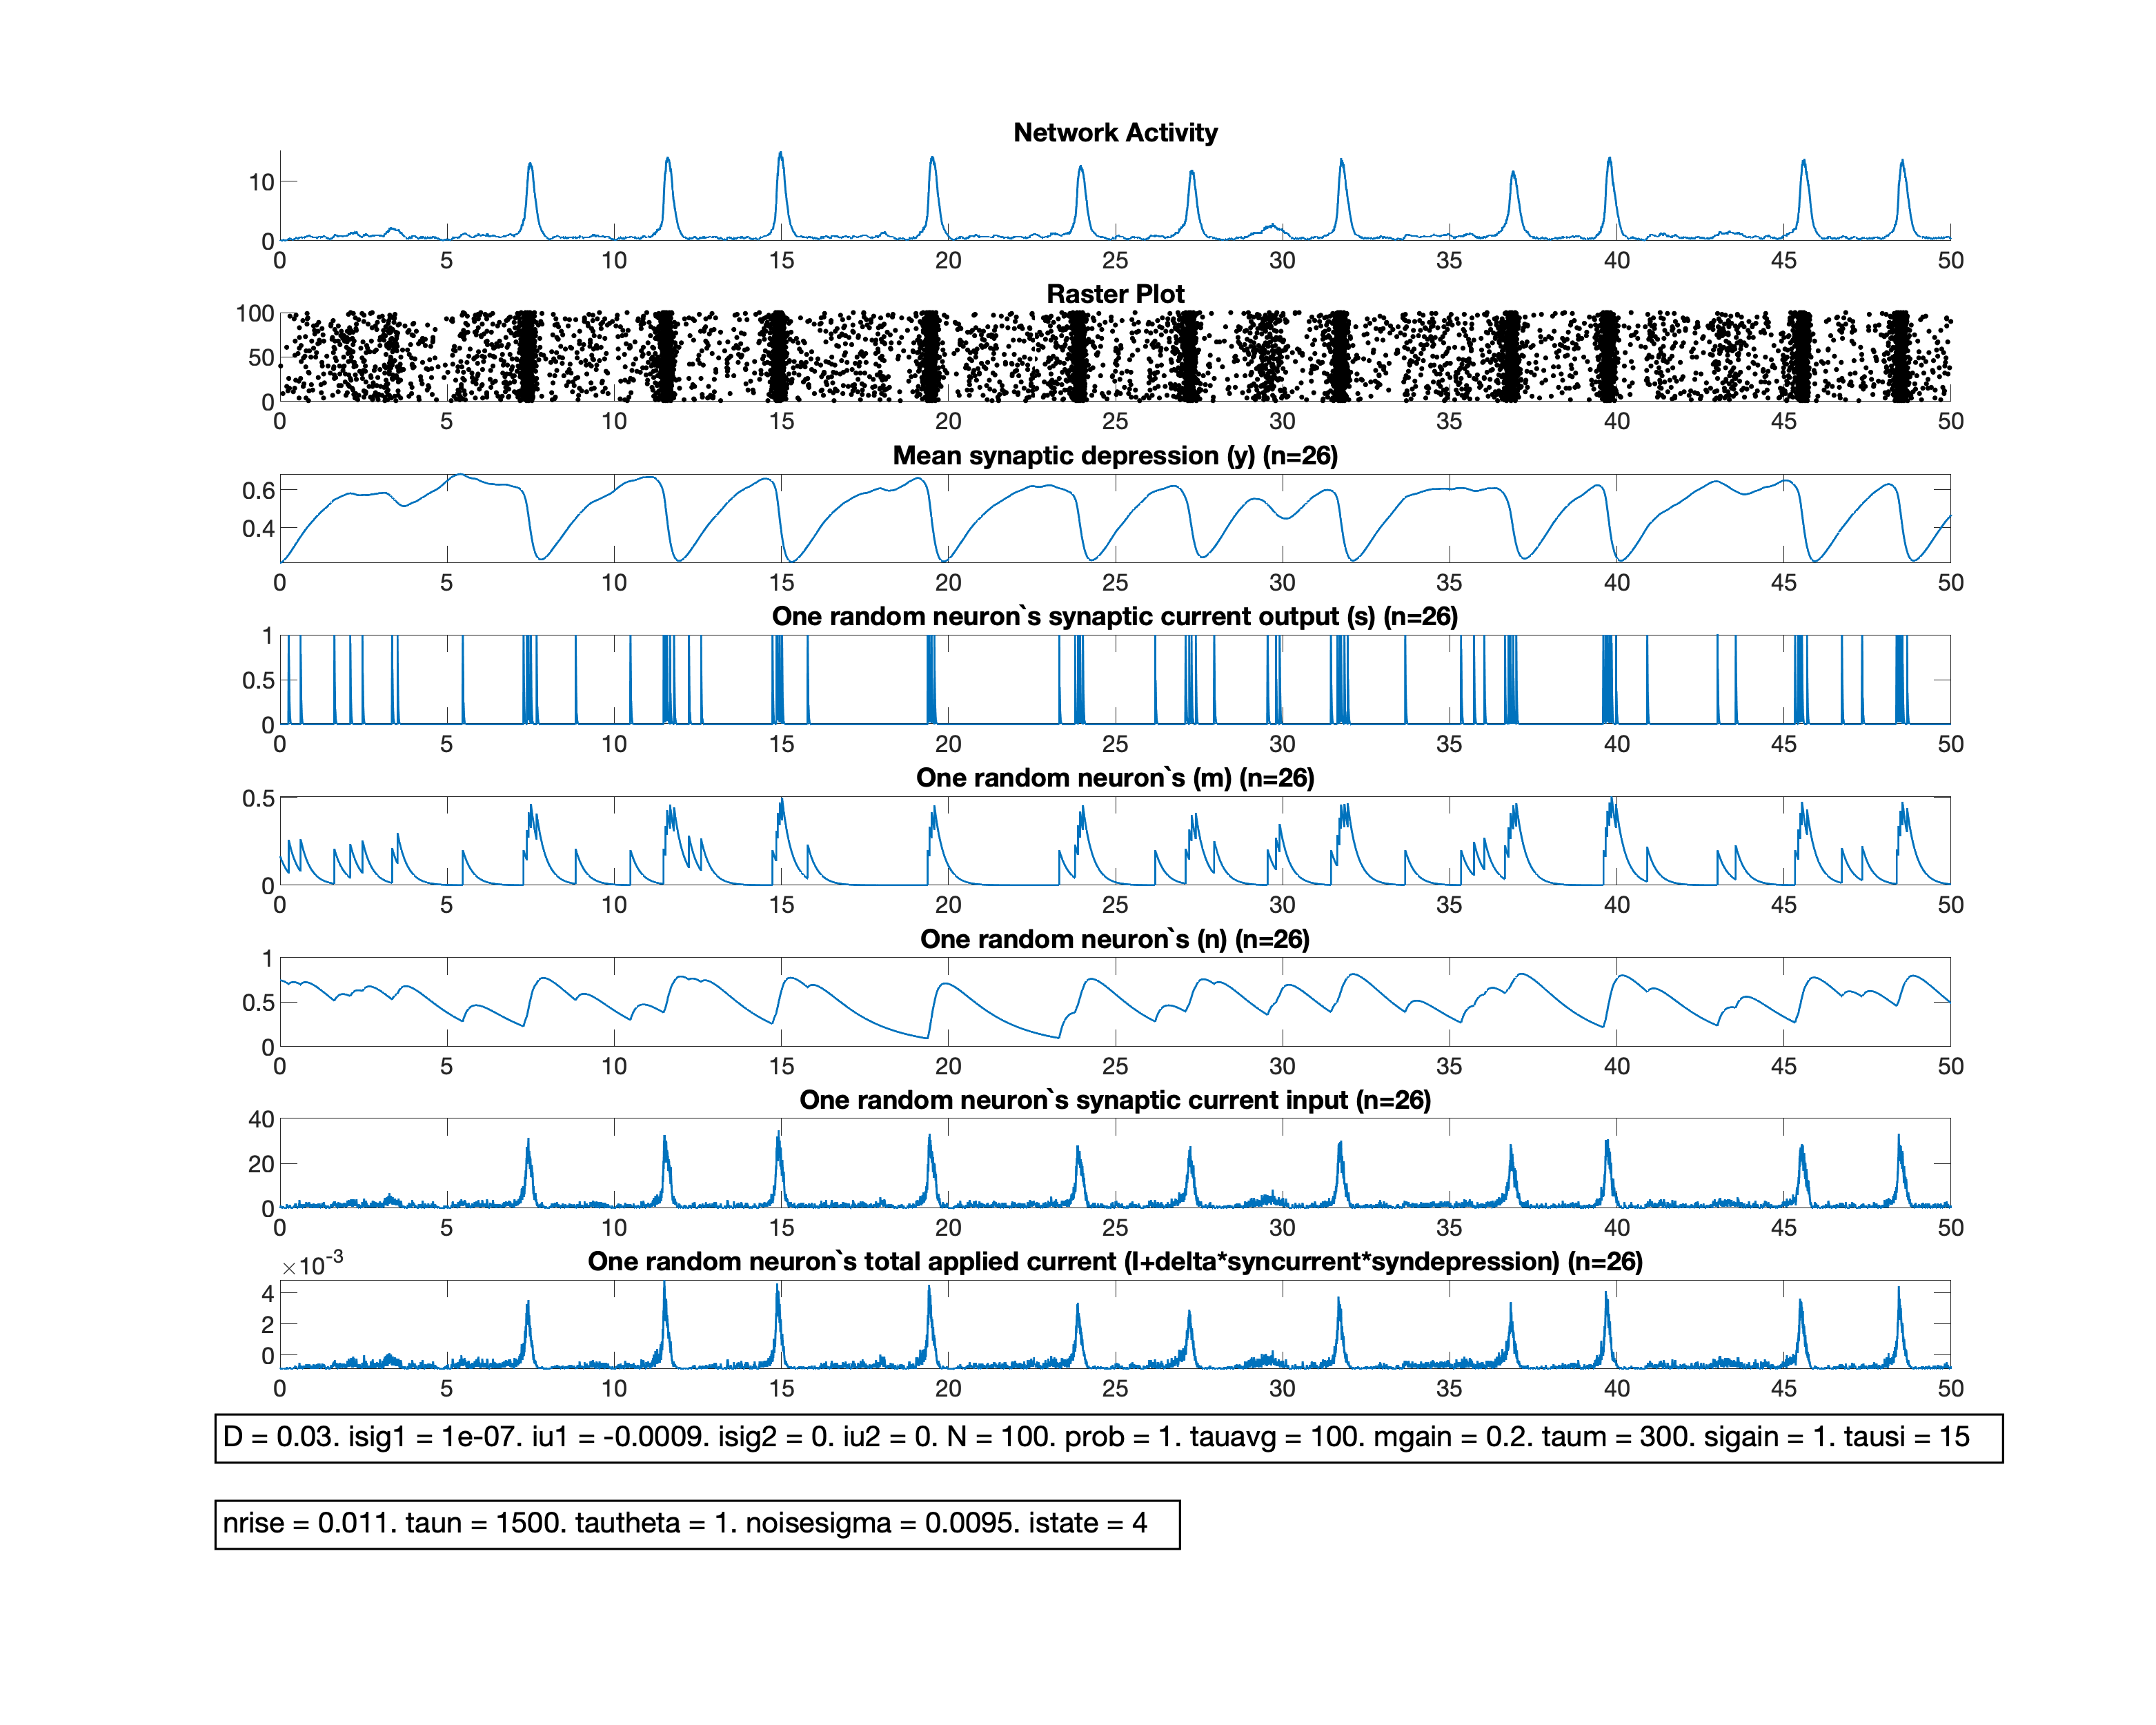 Network Activity
10
0
0 5 10 15 20 25 30 35 40 45 50
Raster Plot
100
50
0
0 5 10 15 20 25 30 35 40 45 50
Mean synaptic depression (y) (n=26)
0.6
0.4
0 5 10 15 20 25 30 35 40 45 50
One random neuron`s synaptic current output (s) (n=26)
1
0.5
0
0 5 10 15 20 25 30 35 40 45 50
One random neuron`s (m) (n=26)
0.5
0
0 5 10 15 20 25 30 35 40 45 50
One random neuron`s (n) (n=26)
1
0.5
0
0 5 10 15 20 25 30 35 40 45 50
One random neuron`s synaptic current input (n=26)
40
20
0
0 5 10 15 20 25 30 35 40 45 50
×10-3
One random neuron`s total applied current (I+delta*syncurrent*syndepression) (n=26)
4
2
0
0 5 10 15 20 25 30 35 40 45 50
D = 0.03. isig1 = 1e-07. iu1 = -0.0009. isig2 = 0. iu2 = 0. N = 100. prob = 1. tauavg = 100. mgain = 0.2. taum = 300. sigain = 1. tausi = 15
nrise = 0.011. taun = 1500. tautheta = 1. noisesigma = 0.0095. istate = 4